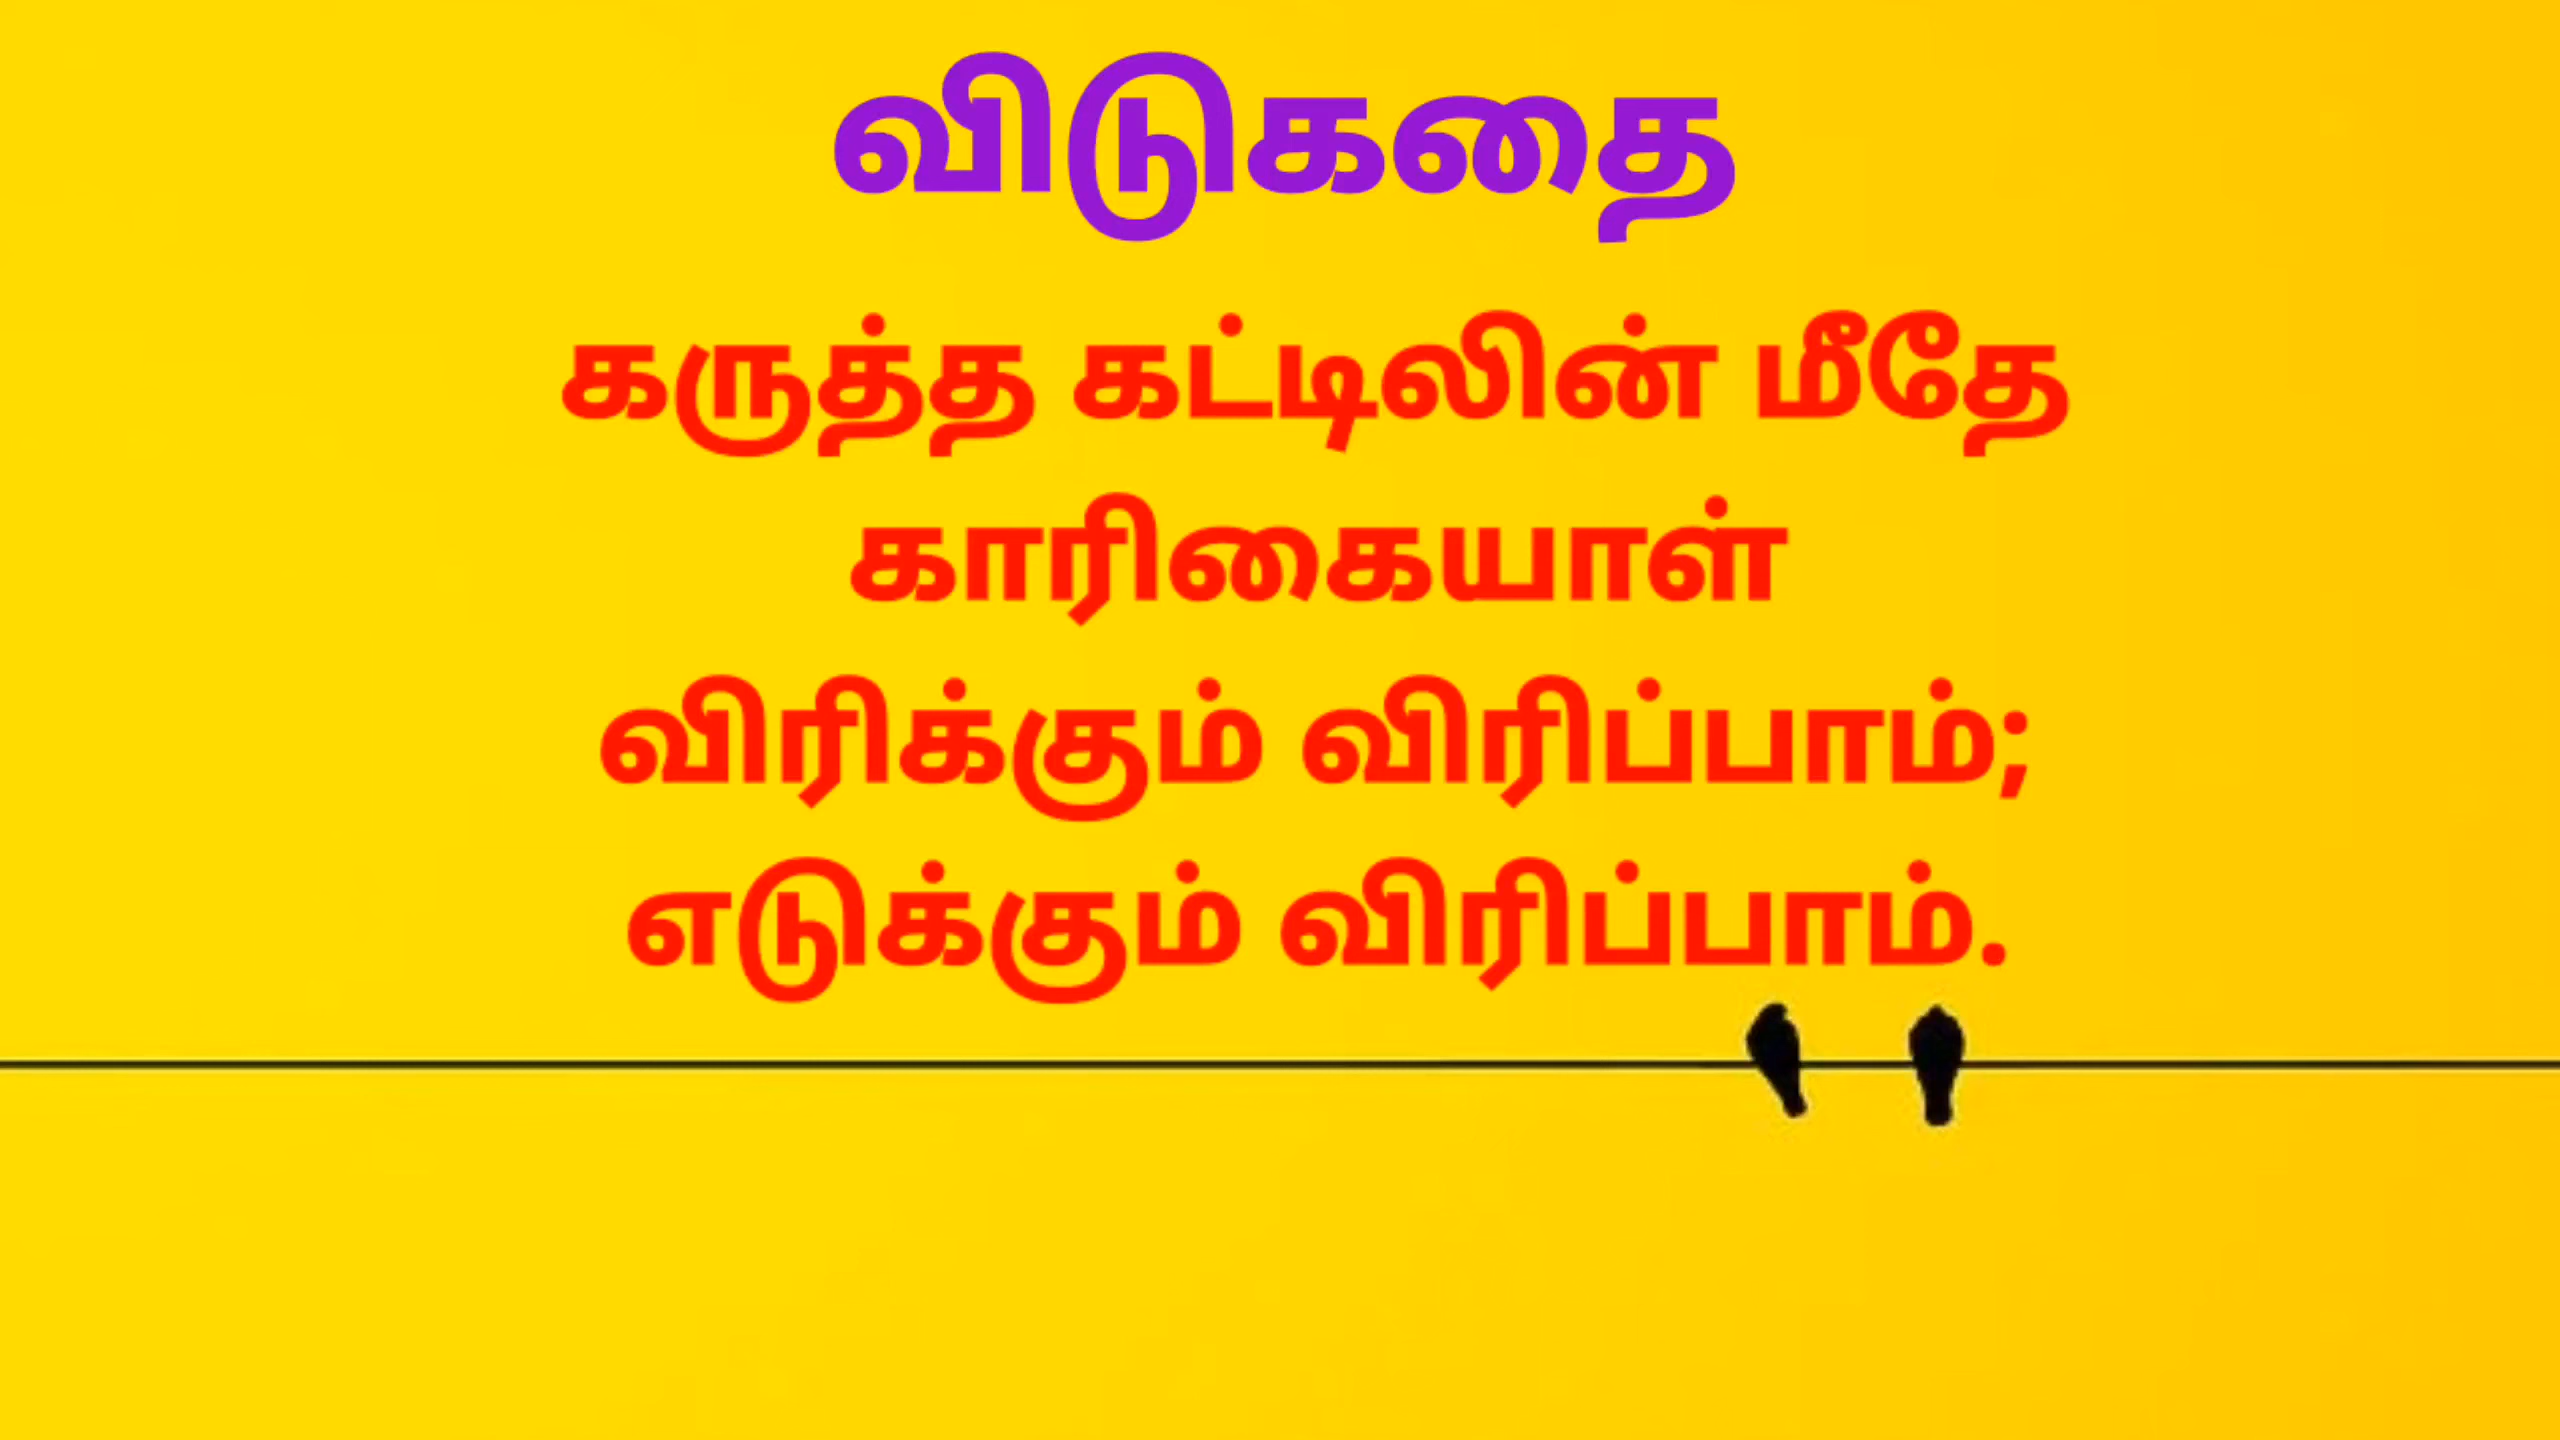 விடுகதை
கருத்த கட்டிலின் மீதே
காரிகையாள்
விரிக்கும் விரிப்பாம்;
எடுக்கும் விரிப்பாம்.